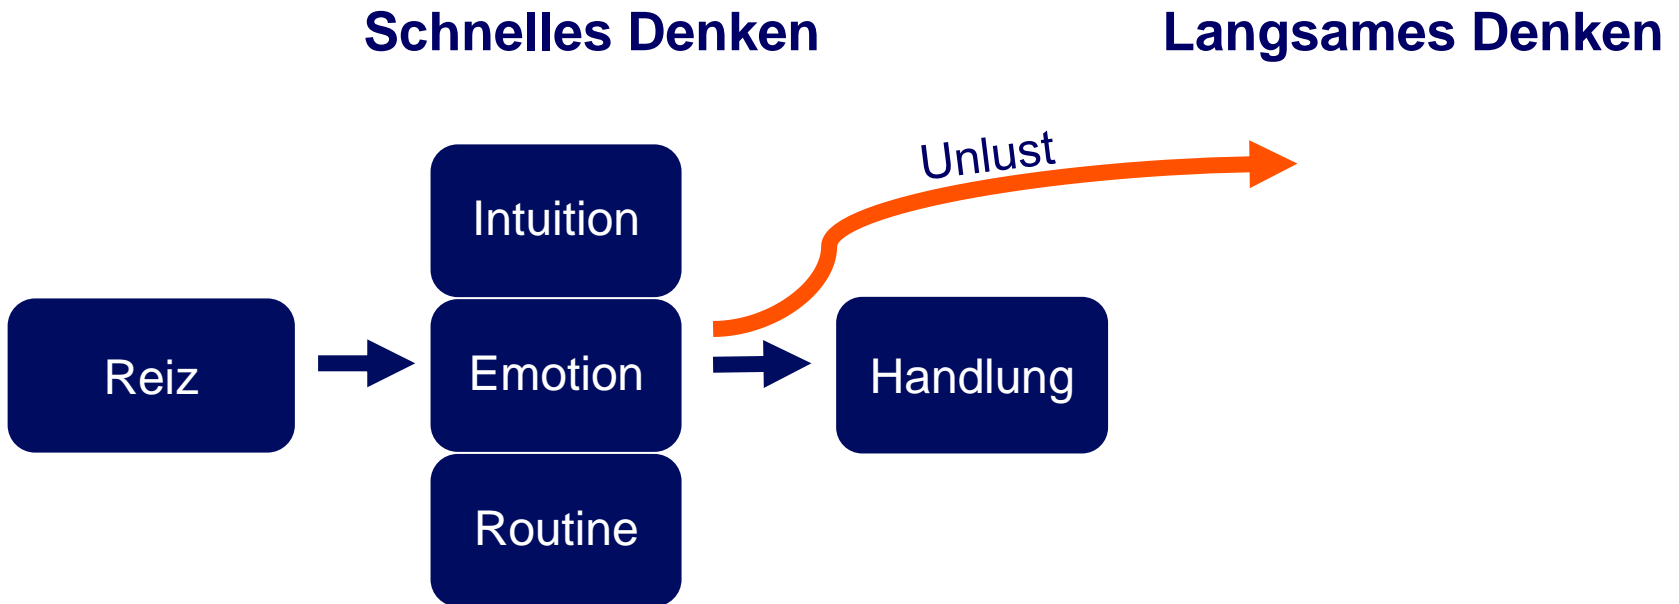 Schnelles Denken
Langsames Denken
Unlust
Intuition
Reiz
Emotion
Handlung
Routine